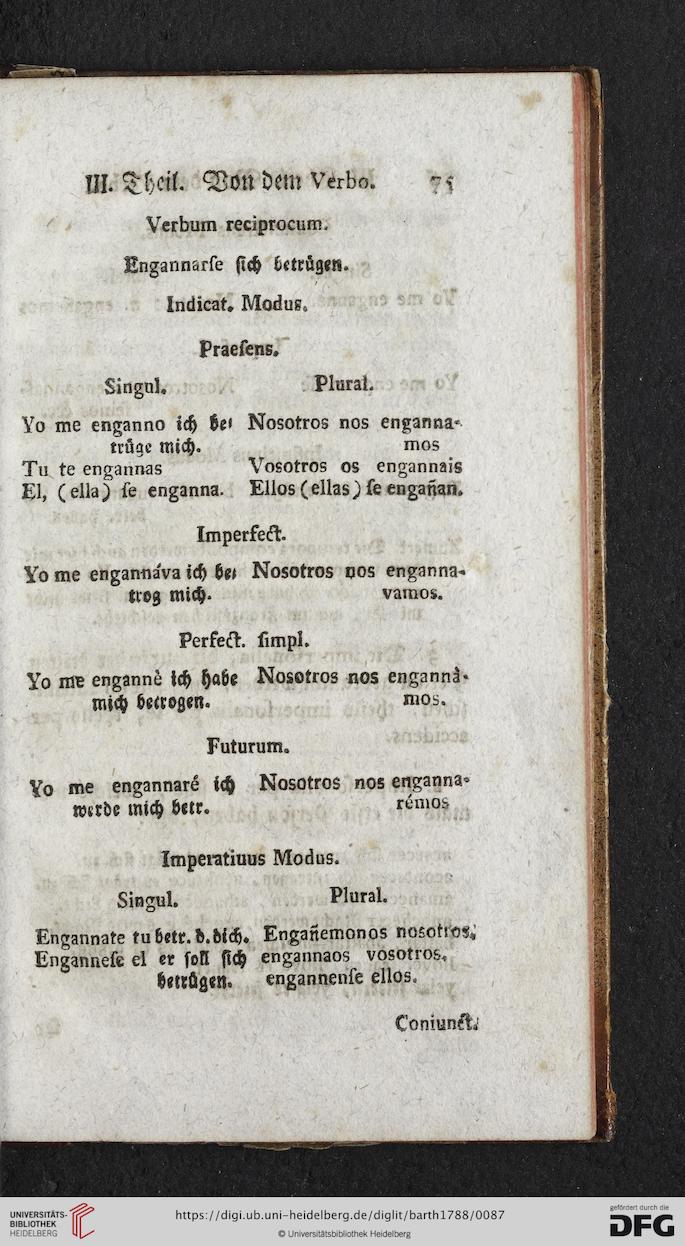 III. Theil. Von dem Verbo. 75
Verbum reciprocum.
Engannarſe ſich betrügen.
Indicat. Modus.
Praeſens.
Singul. Plural.
Yo me enganno ich be⸗ Nosotros nos enganna-
trüge mich. mos
Tu te engannas Vosotros os engannais
El, (ella) ſe enganna. Ellos (ellas) ſe engañan.
Imperfect.
Yo me engannáva ich be⸗ Nosotros nos enganna-
trog mich. vamos.
Perfect. ſimpl.
Yo me engannè ich habe Nosotros nos engannà-
mich betrogen. mos.
Futurum.
Yo me engannaré ich Nosotros nos enganna-
werde mich betr. rémos
Imperatiuus Modus.
Singul. Plural.
Engannate tu betr. d. dich. Engañemonos nosotros,
Enganneſe el er ſoll ſich engannaos vosotros,
betrügen. engannenſe ellos.
Coniunct.
UNIVERSITÄTS-
BIBLIOTHEK
HEIDELBERG
https://digi.ub.uni-heidelberg.de/diglit/barth1788/0087
© Universitätsbibliothek Heidelberg
gefördert durch die
DFG